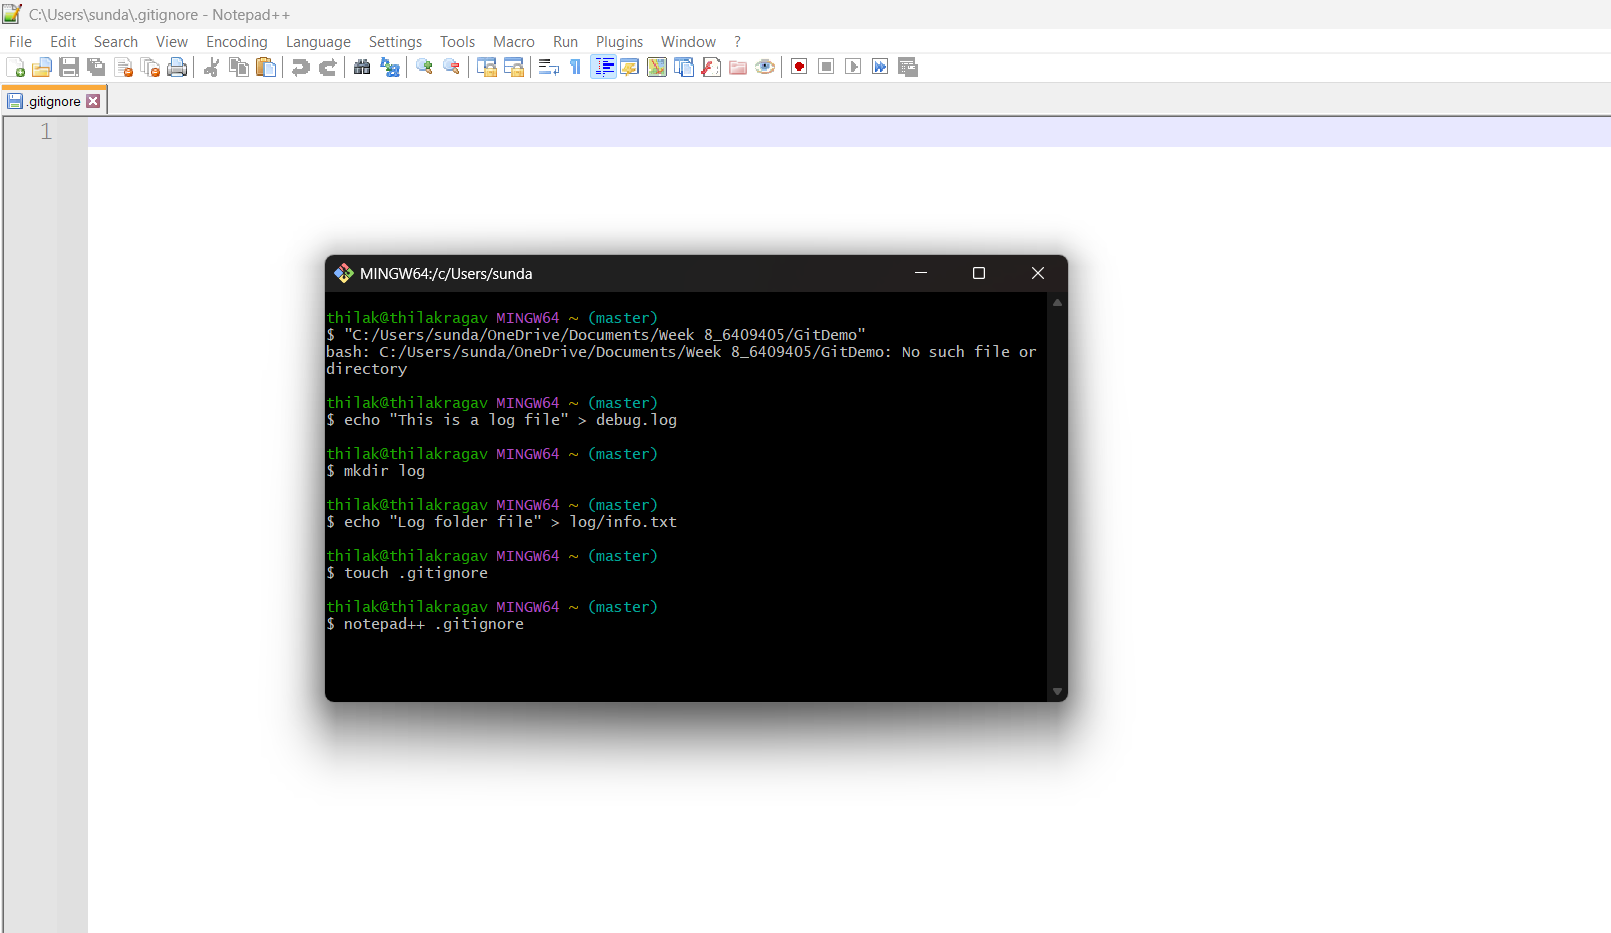 C:\Users\sunda\.gitignore - Notepad++
File Edit Search View Encoding Language Settings Tools Macro Run Plugins Window ?
.gitignore
1
MINGW64:/c/Users/sunda
thilak@thilakragav MINGW64 ~ (master)
$ "C:/Users/sunda/OneDrive/Documents/Week 8_6409405/GitDemo"
bash: C:/Users/sunda/OneDrive/Documents/Week 8_6409405/GitDemo: No such file or
directory
thilak@thilakragav MINGW64 ~ (master)
$ echo "This is a log file" > debug.log
thilak@thilakragav MINGW64 ~ (master)
$ mkdir log
thilak@thilakragav MINGW64 ~ (master)
$ echo "Log folder file" > log/info.txt
thilak@thilakragav MINGW64 ~ (master)
$ touch .gitignore
thilak@thilakragav MINGW64 ~ (master)
$ notepad++ .gitignore